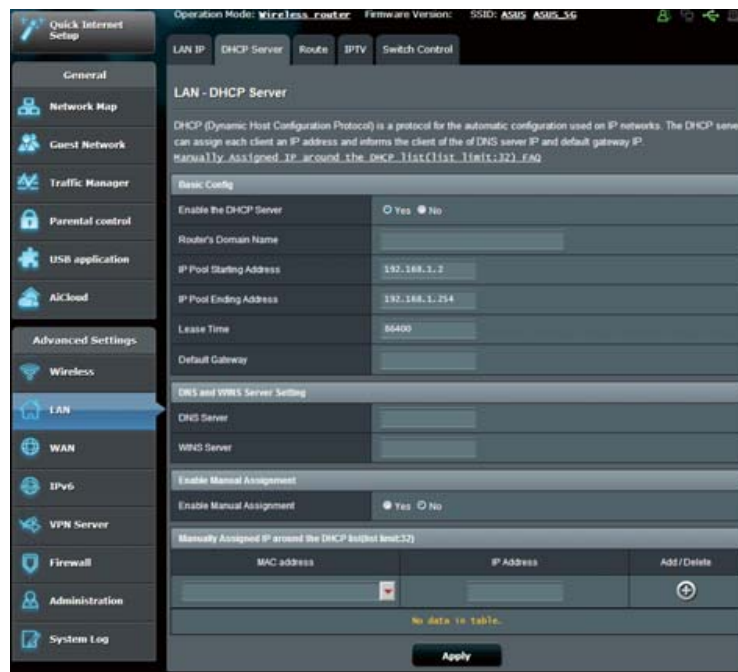 Quick Internet
Setup
Operation Mode: Wireless router Firmware Version: SSID: ASUS ASUS_5G
LAN IP DHCP Server Route IPTV Switch Control
General
Network Map
Guest Network
Traffic Manager
Parental control
USB application
AiCloud
Advanced Settings
Wireless
LAN
WAN
IPv6
VPN Server
Firewall
Administration
System Log
LAN - DHCP Server
DHCP (Dynamic Host Configuration Protocol) is a protocol for the automatic configuration used on IP networks. The DHCP serve
can assign each client an IP address and informs the client of the of DNS server IP and default gateway IP.
Manually Assigned IP around the DHCP list(list limit:32) FAQ
Basic Config
Enable the DHCP Server Yes No
Router's Domain Name
IP Pool Starting Address 192.168.1.2
IP Pool Ending Address 192.168.1.254
Lease Time 86400
Default Gateway
DNS and WINS Server Setting
DNS Server
WINS Server
Enable Manual Assignment
Enable Manual Assignment Yes No
Manually Assigned IP around the DHCP list(list limit:32)
MAC address IP Address Add / Delete
No data in table.
Apply